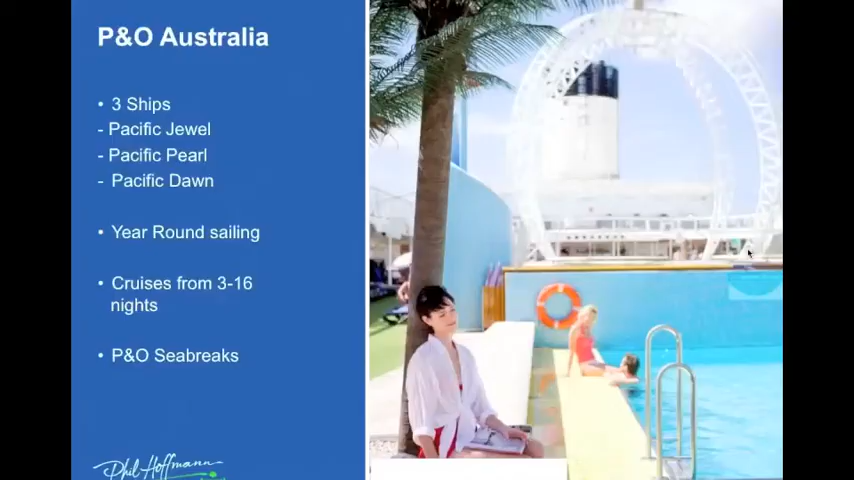 P&O Australia
• 3 Ships
- Pacific Jewel
- Pacific Pearl
- Pacific Dawn
• Year Round sailing
• Cruises from 3-16
nights
• P&O Seabreaks
Phil Hoffmann